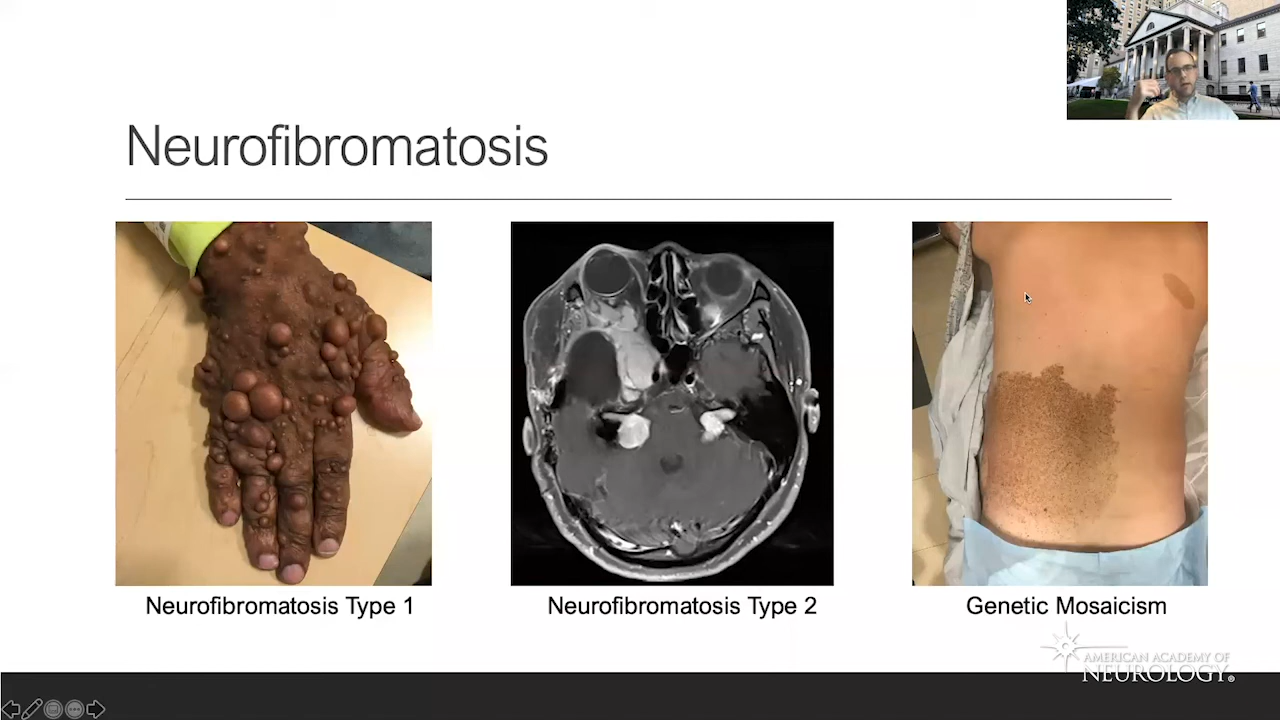 Neurofibromatosis
Neurofibromatosis Type 1
Neurofibromatosis Type 2
Genetic Mosaicism
AMERICAN ACADEMY OF
NEUROLOGY®